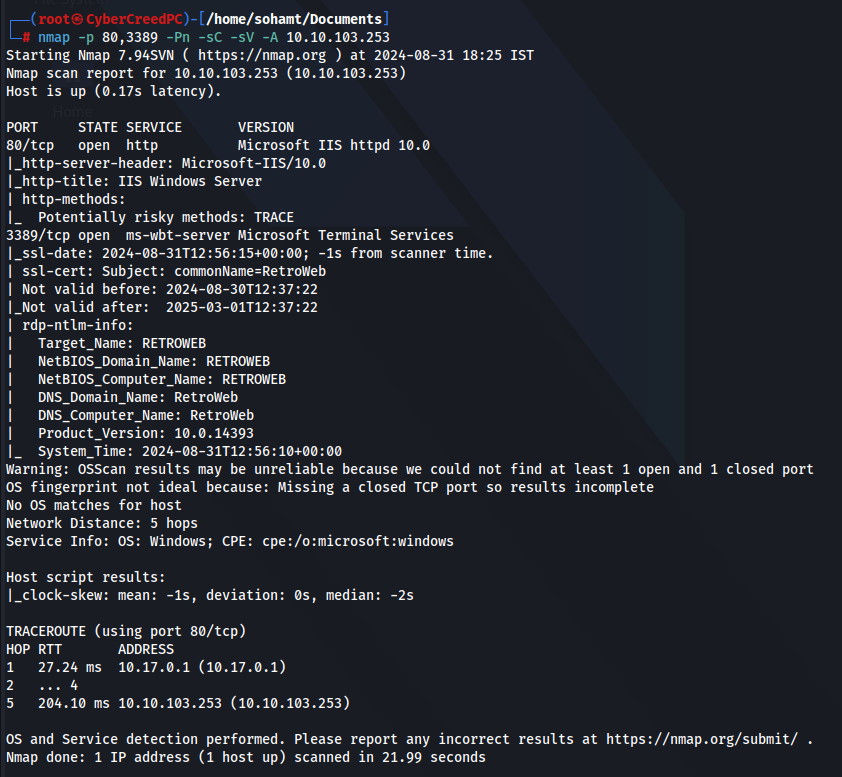 ┌──(root㉿CyberCreedPC)-[/home/sohamt/Documents]
└─# nmap -p 80,3389 -Pn -sC -sV -A 10.10.103.253
Starting Nmap 7.94SVN ( https://nmap.org ) at 2024-08-31 18:25 IST
Nmap scan report for 10.10.103.253 (10.10.103.253)
Host is up (0.17s latency).
Home
PORT     STATE SERVICE       VERSION
80/tcp   open  http          Microsoft IIS httpd 10.0
|_http-server-header: Microsoft-IIS/10.0
|_http-title: IIS Windows Server
| http-methods:
|_  Potentially risky methods: TRACE
3389/tcp open  ms-wbt-server Microsoft Terminal Services
|_ssl-date: 2024-08-31T12:56:15+00:00; -1s from scanner time.
| ssl-cert: Subject: commonName=RetroWeb
| Not valid before: 2024-08-30T12:37:22
|_Not valid after:  2025-03-01T12:37:22
| rdp-ntlm-info:
|   Target_Name: RETROWEB
|   NetBIOS_Domain_Name: RETROWEB
|   NetBIOS_Computer_Name: RETROWEB
|   DNS_Domain_Name: RetroWeb
|   DNS_Computer_Name: RetroWeb
|   Product_Version: 10.0.14393
|_  System_Time: 2024-08-31T12:56:10+00:00
Warning: OSScan results may be unreliable because we could not find at least 1 open and 1 closed port
OS fingerprint not ideal because: Missing a closed TCP port so results incomplete
No OS matches for host
Network Distance: 5 hops
Service Info: OS: Windows; CPE: cpe:/o:microsoft:windows

Host script results:
|_clock-skew: mean: -1s, deviation: 0s, median: -2s

TRACEROUTE (using port 80/tcp)
HOP RTT       ADDRESS
1   27.24 ms  10.17.0.1 (10.17.0.1)
2   ... 4
5   204.10 ms 10.10.103.253 (10.10.103.253)

OS and Service detection performed. Please report any incorrect results at https://nmap.org/submit/ .
Nmap done: 1 IP address (1 host up) scanned in 21.99 seconds